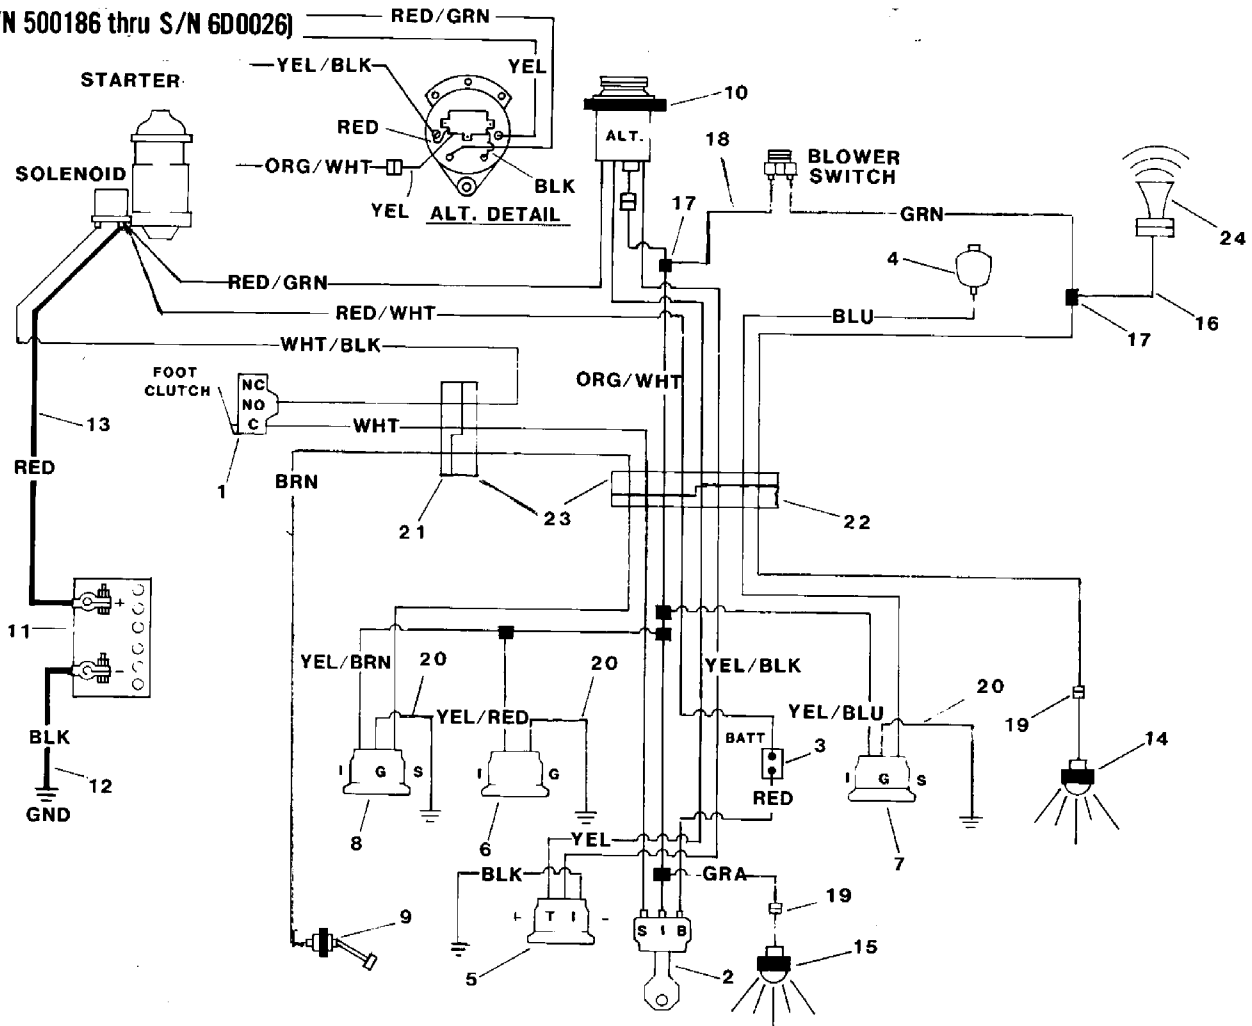 /N 500186 thru S/N 6D0026)
RED/GRN
YEL/BLK
YEL
STARTER
10
RED
ALT.
18
BLOWER
SWITCH
SOLENOID
ORG/WHT
BLK
YEL
ALT. DETAIL
17
GRN
24
4
RED/GRN
RED/WHT
BLU
16
17
WHT/BLK
FOOT
CLUTCH
NC
NO
C
ORG/WHT
13
WHT
RED
1
BRN
21
23
22
11
+
-
YEL/BRN
20
20
YEL/BLK
20
YEL/RED
YEL/BLU
19
BLK
BATT
3
14
12
I G S
I G
I G S
GND
RED
8
6
YEL
7
BLK
GRA
19
+ T I -
9
S I B
5
2
15